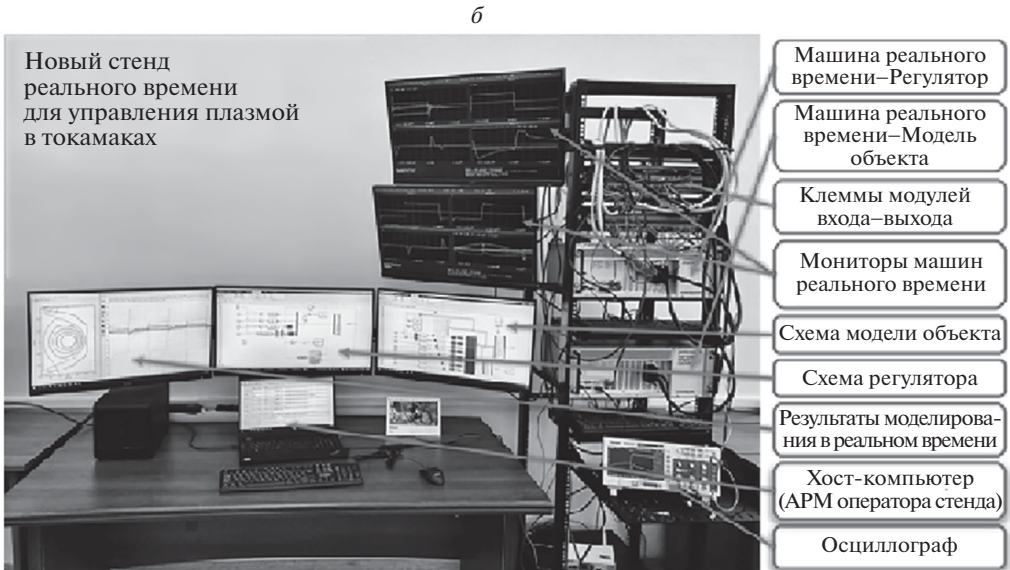 б
Новый стенд
реального времени
для управления плазмой
в токамаках
Машина реального
времени–Регулятор
Машина реального
времени–Модель
объекта
Клеммы модулей
входа–выхода
Мониторы машин
реального времени
Схема модели объекта
Схема регулятора
Результаты моделирова-
ния в реальном времени
Хост-компьютер
(АРМ оператора стенда)
Осциллограф